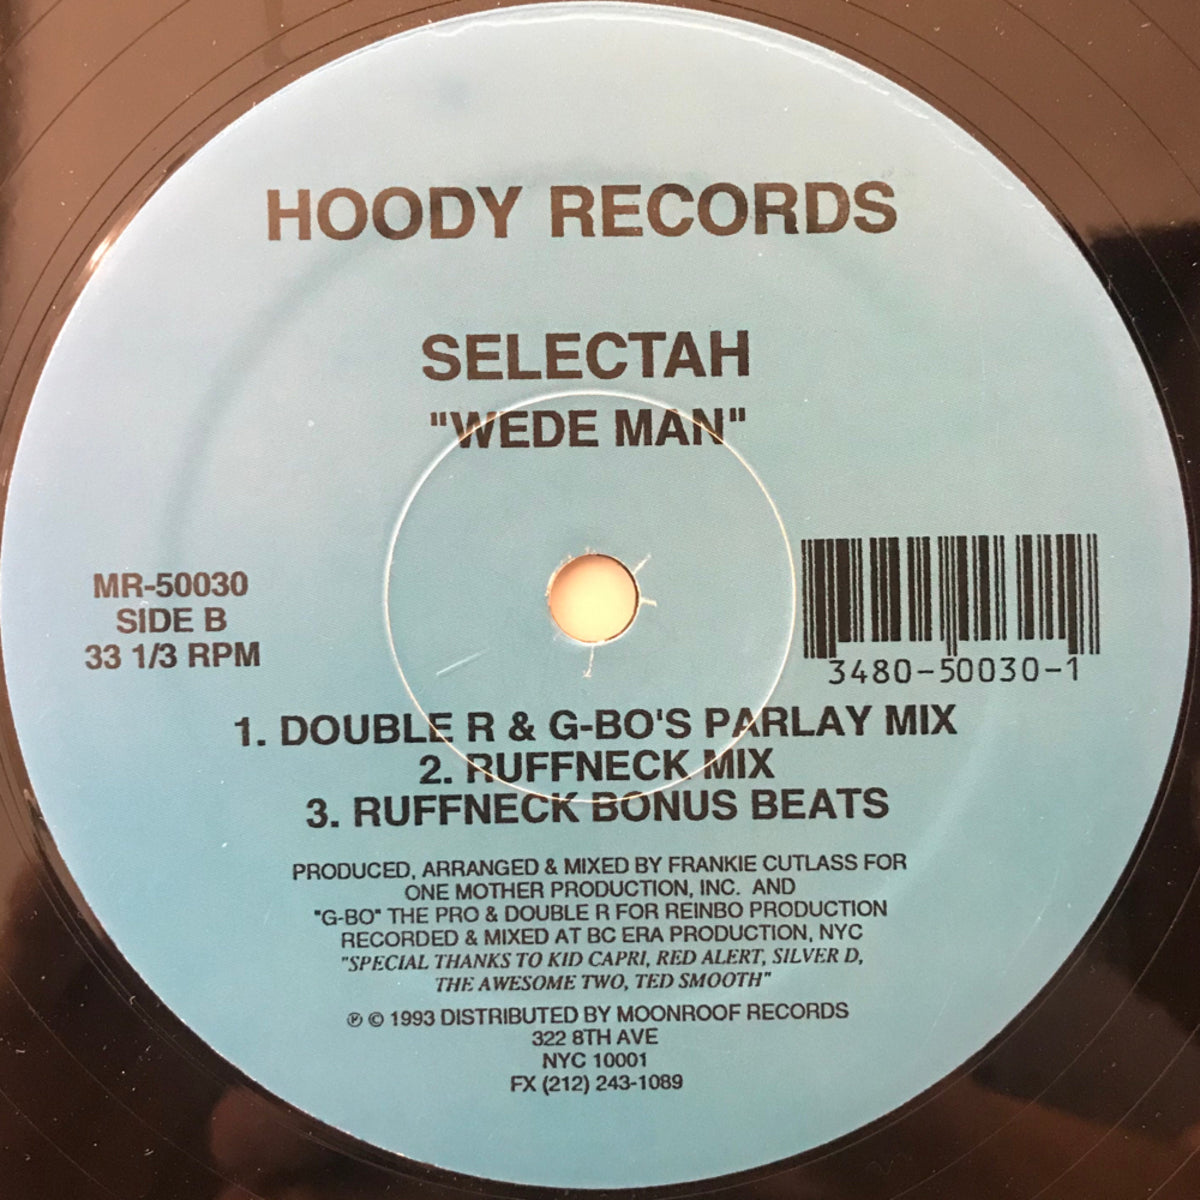 HOODY RECORDS
SELECTAH
"WEDE MAN"
MR-50030
SIDE B
33 1/3 RPM
3480-50030-1
1. DOUBLE R & G-BO'S PARLAY MIX
2. RUFFNECK MIX
3. RUFFNECK BONUS BEATS
PRODUCED, ARRANGED & MIXED BY FRANKIE CUTLASS FOR
ONE MOTHER PRODUCTION, INC. AND
"G-BO" THE PRO & DOUBLE R FOR REINBO PRODUCTION
RECORDED & MIXED AT BC ERA PRODUCTION, NYC
"SPECIAL THANKS TO KID CAPRI, RED ALERT, SILVER D,
THE AWESOME TWO, TED SMOOTH"
℗ © 1993 DISTRIBUTED BY MOONROOF RECORDS
322 8TH AVE
NYC 10001
FX (212) 243-1089